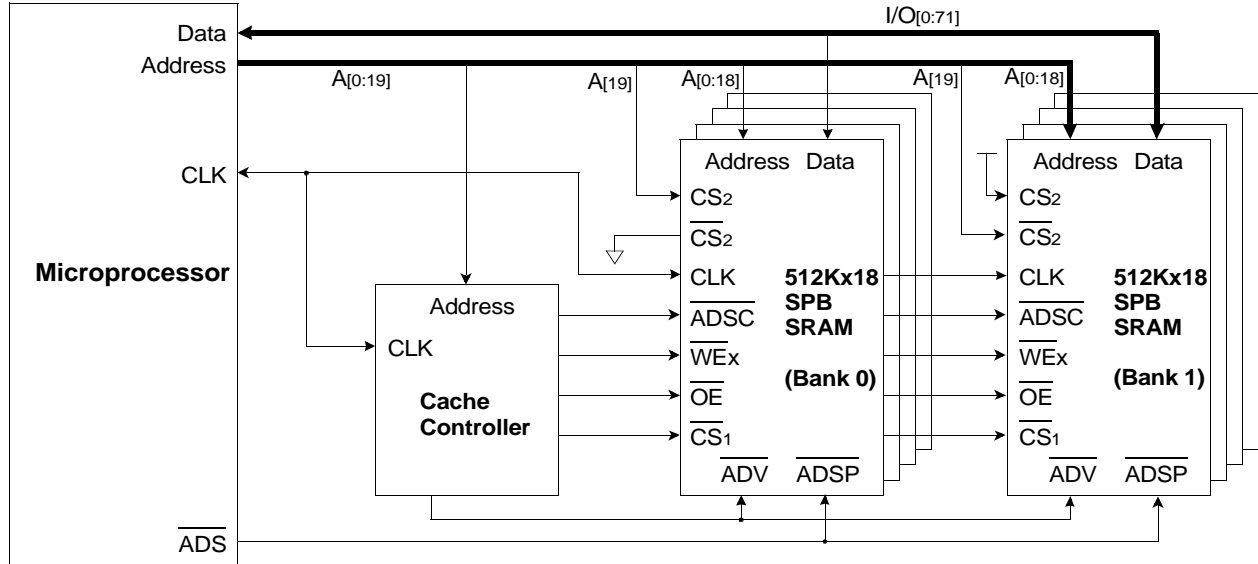 I/O[0:71]
Data
Address
A[0:19]
A[19]
A[0:18]
A[19]
A[0:18]
CLK
Microprocessor
ADS
Address
CLK
Cache
Controller
Address Data
CS2
CS2
CLK
ADSC
WEx
OE
CS1
ADV ADSP
512Kx18
SPB
SRAM
(Bank 0)
Address Data
CS2
CS2
CLK
ADSC
WEx
OE
CS1
ADV ADSP
512Kx18
SPB
SRAM
(Bank 1)